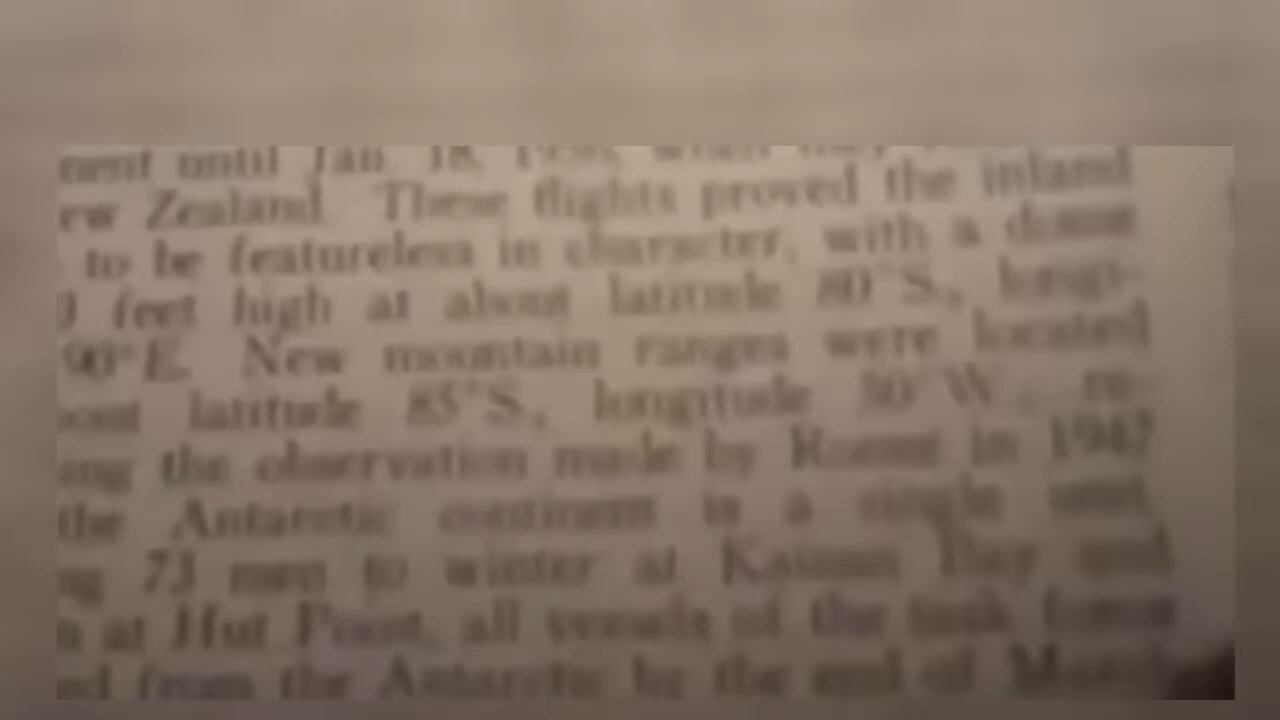 ment until Jan. 18, 1956, when they
ew Zealand. These flights proved the inland
to be featureless in character, with a dome
feet high at about latitude 80°S., longi-
90°E. New mountain ranges were located
latitude 85°S., longitude 50°W., re-
ing the observation made by Ronne in 1947
the Antarctic continent is a single unit.
ng 73 men to winter at Kainan Bay and
n at Hut Point, all vessels of the task force
ed from the Antarctic by the end of